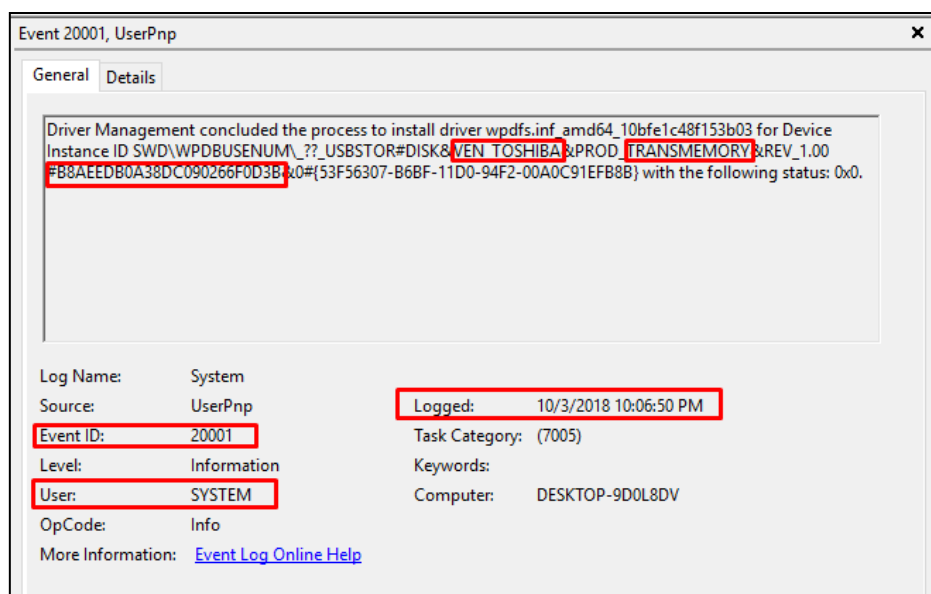 Event 20001, UserPnp
General Details
Driver Management concluded the process to install driver wpdfs.inf_amd64_10bfe1c48f153b03 for Device
Instance ID SWD\WPDBUSENUM\_??_USBSTOR#DISK&VEN_TOSHIBA&PROD_TRANSMEMORY&REV_1.00
#B8AEEDB0A38DC090266F0D3B&0#{53F56307-B6BF-11D0-94F2-00A0C91EFB8B} with the following status: 0x0.
Log Name: System
Source: UserPnp Logged: 10/3/2018 10:06:50 PM
Event ID: 20001 Task Category: (7005)
Level: Information Keywords:
User: SYSTEM Computer: DESKTOP-9D0L8DV
OpCode: Info
More Information: Event Log Online Help